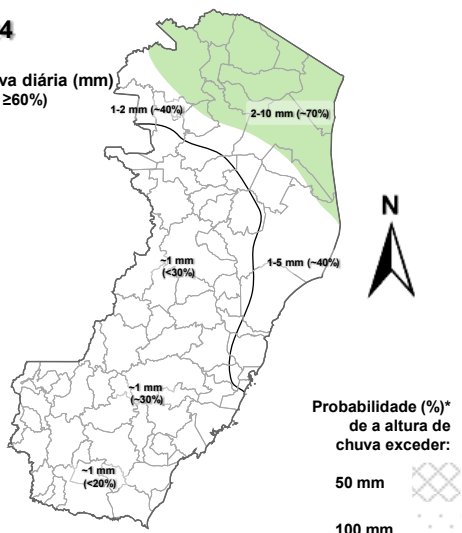 4
va diária (mm)
≥60%)
1-2 mm (~40%)
2-10 mm (~70%)
N
~1 mm
(<30%)
1-5 mm (~40%)
~1 mm
(~30%)
Probabilidade (%)*
de a altura de
chuva exceder:
~1 mm
(<20%)
50 mm
100 mm